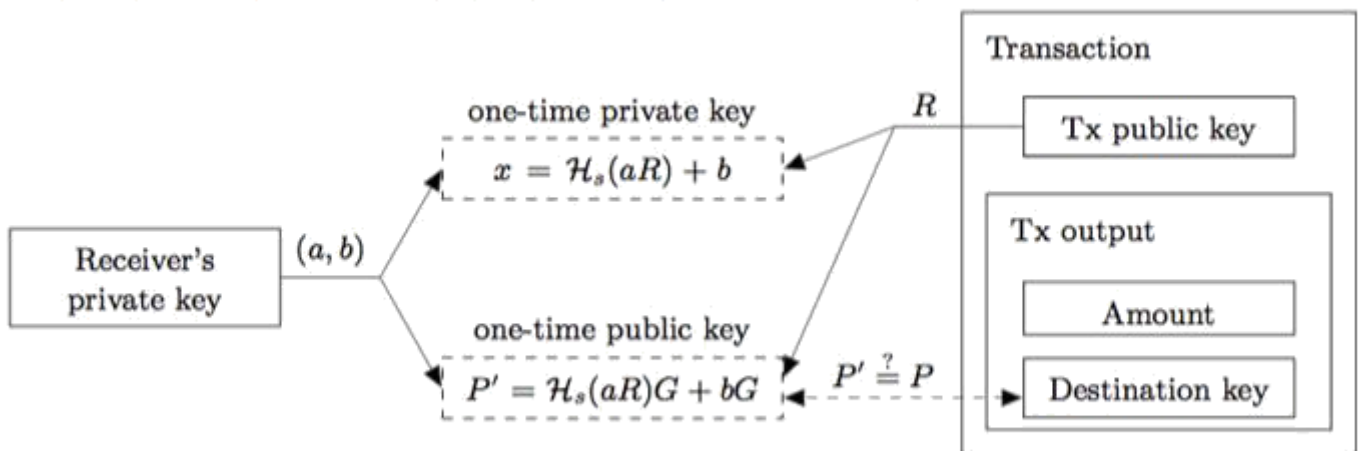 Transaction
one-time private key
R
Tx public key
x = ℋₛ(aR) + b
Receiver's
private key
(a, b)
Tx output
Amount
one-time public key
P′ = ℋₛ(aR)G + bG
P′ ≟ P
Destination key